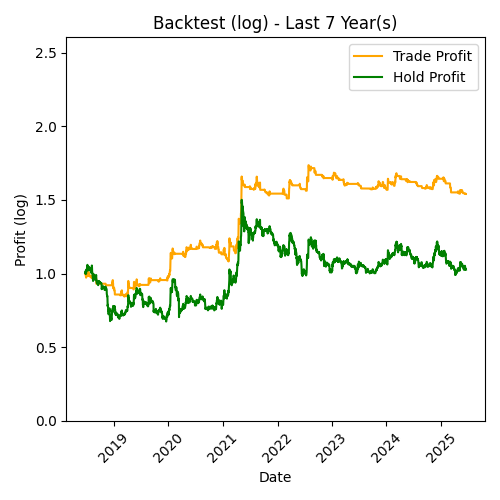 Backtest (log) - Last 7 Year(s)
Trade Profit
Hold Profit
Profit (log)
2.5
2.0
1.5
1.0
0.5
0.0
2019
2020
2021
2022
2023
2024
2025
Date